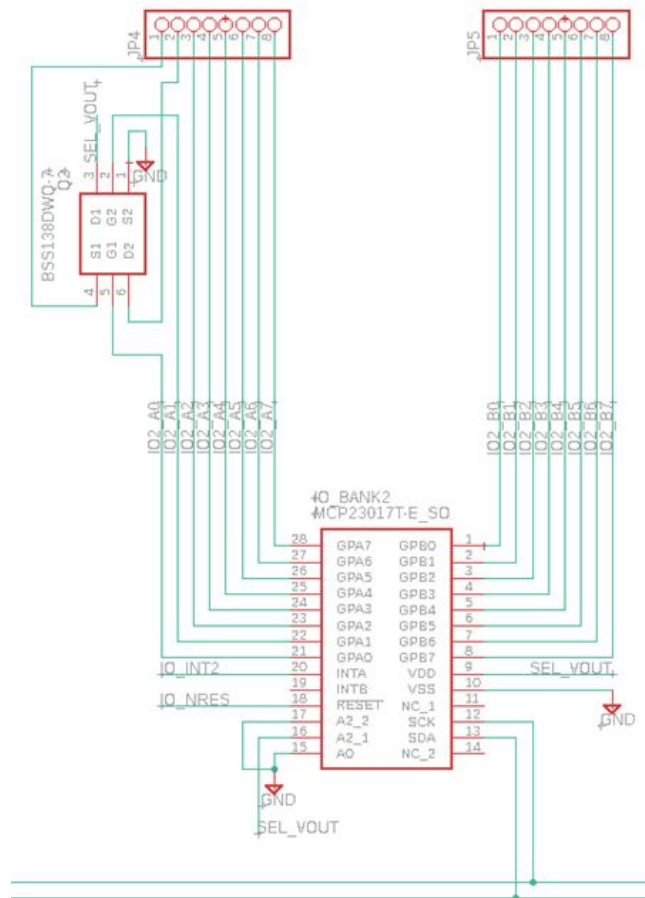 JP4
1 2 3 4 5 6 7 8
JP5
1 2 3 4 5 6 7 8
SEL_VOUT
GND
BSS138DWQ-7
Q2
3 2 1
D1 G2 S2
S1 G1 D2
4 5 6
IO2_A0
IO2_A1
IO2_A2
IO2_A3
IO2_A4
IO2_A5
IO2_A6
IO2_A7
IO2_B0
IO2_B1
IO2_B2
IO2_B3
IO2_B4
IO2_B5
IO2_B6
IO2_B7
IO_BANK2
MCP23017T-E_SO
28 GPA7 GPB0 1
27 GPA6 GPB1 2
26 GPA5 GPB2 3
25 GPA4 GPB3 4
24 GPA3 GPB4 5
23 GPA2 GPB5 6
22 GPA1 GPB6 7
21 GPA0 GPB7 8
IO_INT2 20 INTA VDD 9 SEL_VOUT
19 INTB VSS 10
IO_NRES 18 RESET NC_1 11
17 A2_2 SCK 12
GND
16 A2_1 SDA 13
15 A0 NC_2 14
GND
SEL_VOUT